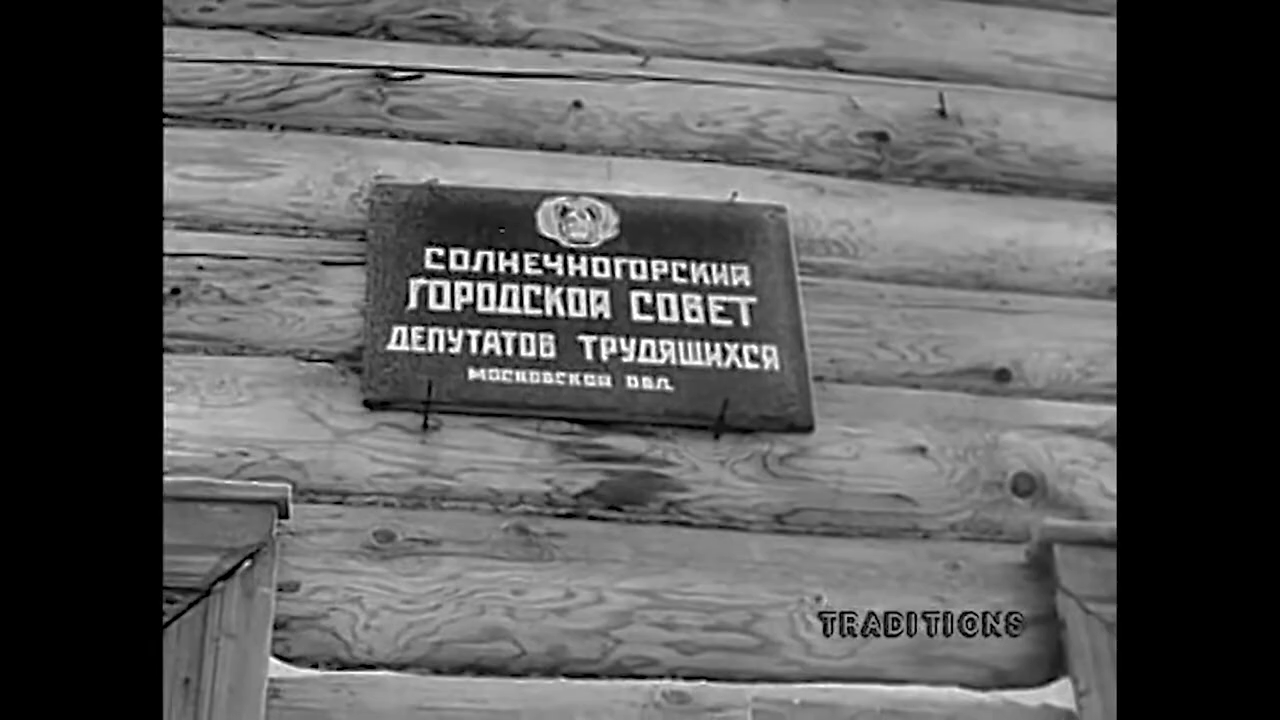 СОЛНЕЧНОГОРСКИЙ
ГОРОДСКОЙ СОВЕТ
ДЕПУТАТОВ ТРУДЯЩИХСЯ
МОСКОВСКОЙ ОБЛ.
TRADITIONS